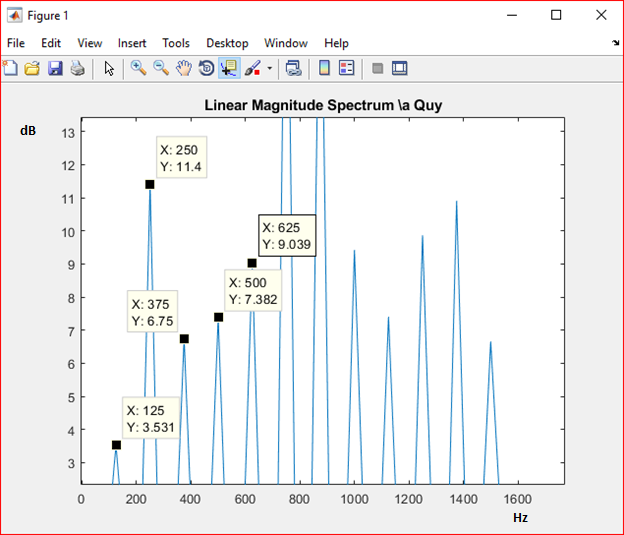 Figure 1
File Edit View Insert Tools Desktop Window Help
Linear Magnitude Spectrum \a Quy
dB
13
12
11
10
9
8
7
6
5
4
3
X: 250
Y: 11.4
X: 625
Y: 9.039
X: 500
Y: 7.382
X: 375
Y: 6.75
X: 125
Y: 3.531
0 200 400 600 800 1000 1200 1400 1600
Hz